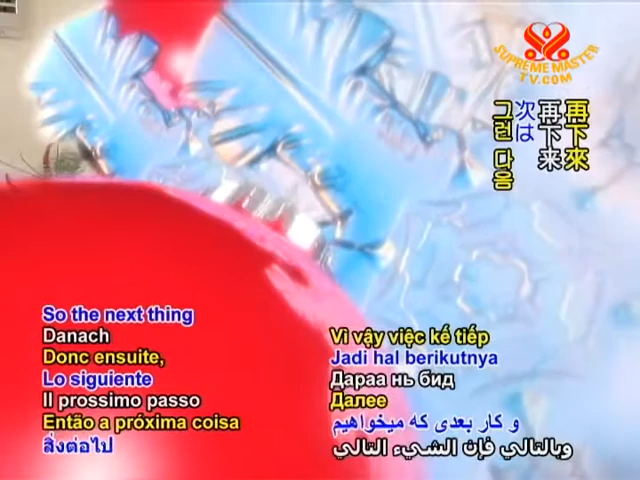 SUPREME MASTER
TV.COM
再下來
再下来
次は
그럼 다음
So the next thing
Danach
Donc ensuite,
Lo siguiente
Il prossimo passo
Então a próxima coisa
สิ่งต่อไป
Vì vậy việc kế tiếp
Jadi hal berikutnya
Дараа нь бид
Далее
و کار بعدی که میخواهیم
وبالتالي فإن الشيء التالي